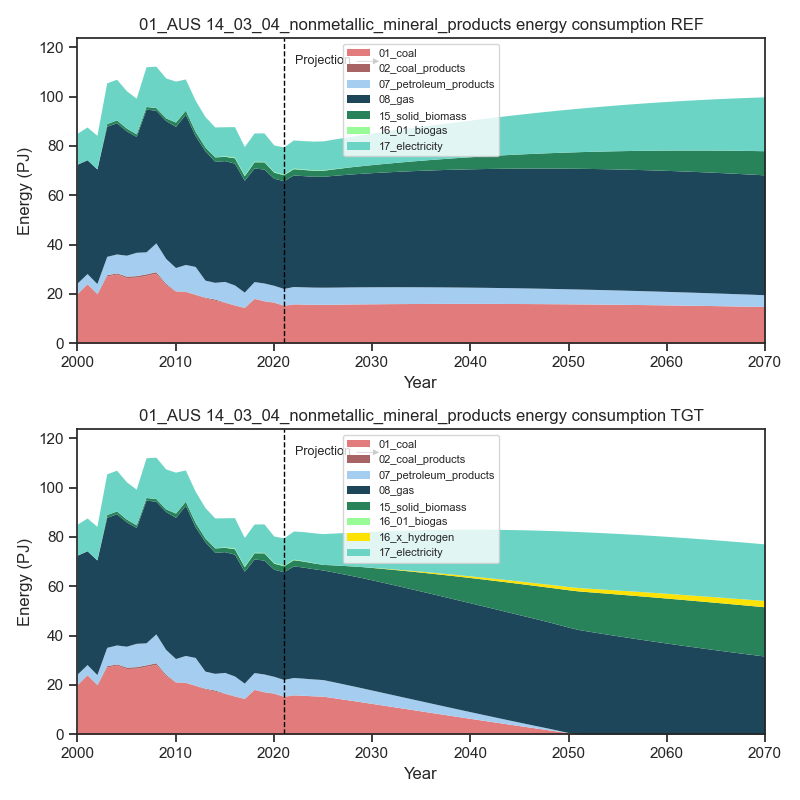 01_AUS 14_03_04_nonmetallic_mineral_products energy consumption REF
120
100
80
60
40
20
0
Energy (PJ)
Projection
01_coal
02_coal_products
07_petroleum_products
08_gas
15_solid_biomass
16_01_biogas
17_electricity
2000 2010 2020 2030 2040 2050 2060 2070
Year
01_AUS 14_03_04_nonmetallic_mineral_products energy consumption TGT
120
100
80
60
40
20
0
Energy (PJ)
Projection
01_coal
02_coal_products
07_petroleum_products
08_gas
15_solid_biomass
16_01_biogas
16_x_hydrogen
17_electricity
2000 2010 2020 2030 2040 2050 2060 2070
Year